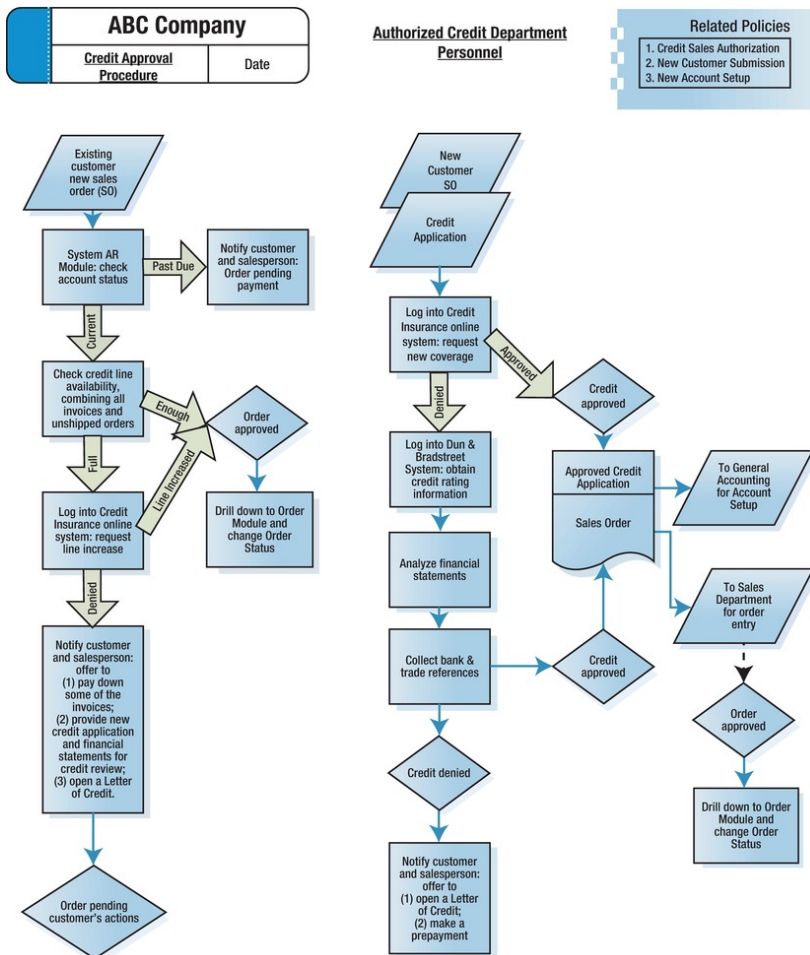 ABC Company
Credit Approval
Procedure
Date
Authorized Credit Department
Personnel
Related Policies
1. Credit Sales Authorization
2. New Customer Submission
3. New Account Setup
Existing
customer
new sales
order (SO)
System AR
Module: check
account status
Past Due
Notify customer
and salesperson:
Order pending
payment
Current
Check credit line
availability,
combining all
invoices and
unshipped orders
Enough
Order
approved
Full
Line Increased
Log into Credit
Insurance online
system: request
line increase
Drill down to Order
Module and
change Order
Status
Denied
Notify customer
and salesperson:
offer to
(1) pay down
some of the
invoices;
(2) provide new
credit application
and financial
statements for
credit review;
(3) open a Letter
of Credit.
Order pending
customer's actions
New
Customer
SO
Credit
Application
Log into Credit
Insurance online
system: request
new coverage
Approved
Credit
approved
Denied
Log into Dun &
Bradstreet
System: obtain
credit rating
information
Approved Credit
Application
Sales Order
To General
Accounting
for Account
Setup
Analyze financial
statements
To Sales
Department
for order
entry
Collect bank &
trade references
Credit
approved
Order
approved
Credit denied
Drill down to Order
Module and
change Order
Status
Notify customer
and salesperson:
offer to
(1) open a Letter
of Credit;
(2) make a
prepayment